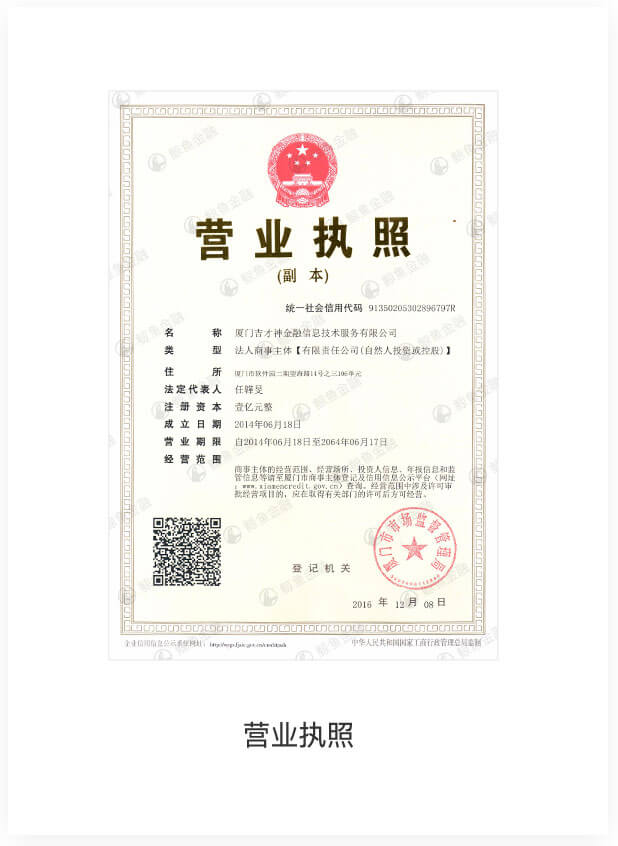 营业执照
(副 本)
统一社会信用代码 91350205302896797R
名 称 厦门吉才神金融信息技术服务有限公司
类 型 法人商事主体【有限责任公司(自然人投资或控股)】
住 所 厦门市软件园二期望海路14号之三106单元
法定代表人 任
注册资本 壹亿元整
成立日期 2014年06月18日
营业期限 自2014年06月18日至2064年06月17日
经营范围
商事主体的经营范围、经营场所、投资人信息、年报信息和监
管信息等请至厦门市商事主体登记及信用信息公示平台(网址
:www.xiamencredit.gov.cn)查询。经营范围中涉及许可审
批经营项目的,应在取得有关部门的许可后方可经营。
厦门市市场监督管理局
登记机关
2016 年 12 月 08 日
企业信用信息公示系统网址:
中华人民共和国国家工商行政管理总局监制
鲸鱼金融
营业执照